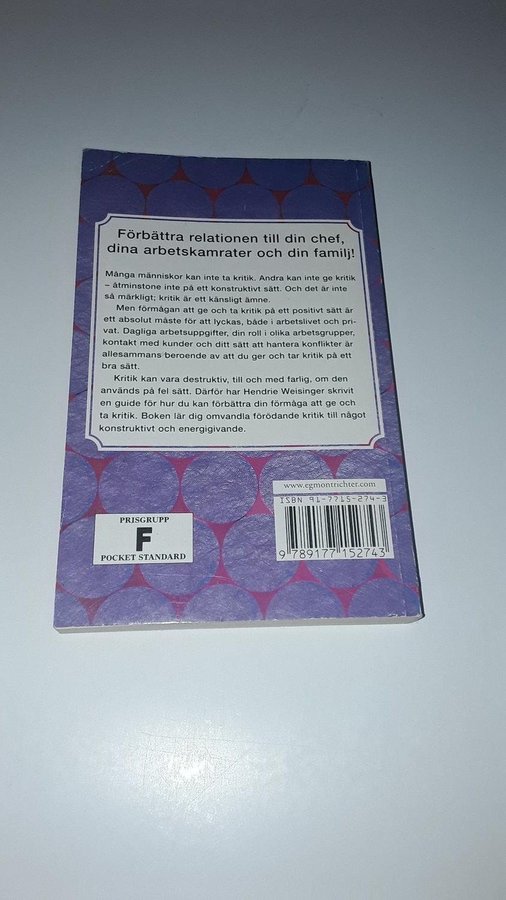 Förbättra relationen till din chef,
dina arbetskamrater och din familj!
Många människor kan inte ta kritik. Andra kan inte ge kritik
– åtminstone inte på ett konstruktivt sätt. Och det är inte
så märkligt; kritik är ett känsligt ämne.
Men förmågan att ge och ta kritik på ett positivt sätt är
ett absolut måste för att lyckas, både i arbetslivet och pri-
vat. Dagliga arbetsuppgifter, din roll i olika arbetsgrupper,
kontakt med kunder och ditt sätt att hantera konflikter är
allesammans beroende av att du ger och tar kritik på ett
bra sätt.
Kritik kan vara destruktiv, till och med farlig, om den
används på fel sätt. Därför har Hendrie Weisinger skrivit
en guide för hur du kan förbättra din förmåga att ge och
ta kritik. Boken lär dig omvandla förödande kritik till något
konstruktivt och energigivande.
www.egmontrichter.com
ISBN 91-7715-274-3
9 789177 152743
PRISGRUPP
F
POCKET STANDARD